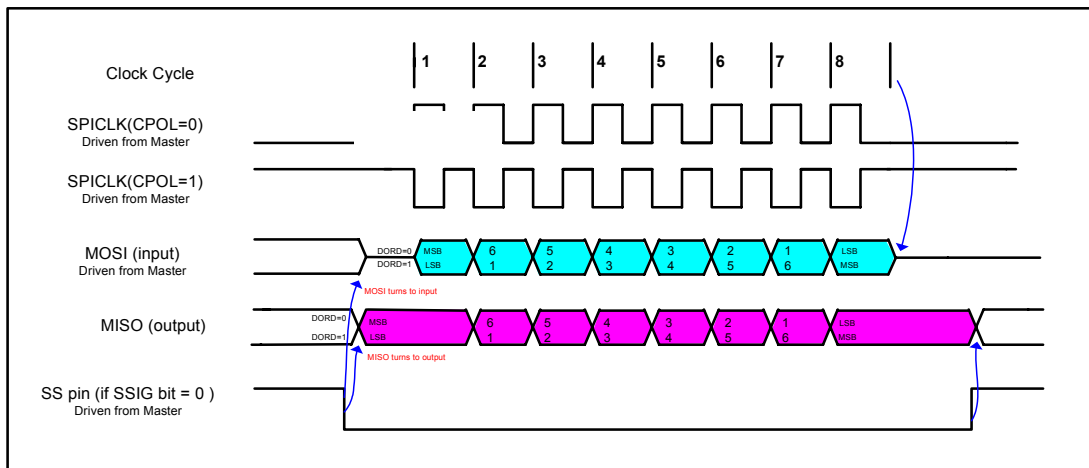 Clock Cycle
1 2 3 4 5 6 7 8
SPICLK(CPOL=0)
Driven from Master
SPICLK(CPOL=1)
Driven from Master
MOSI (input)
Driven from Master
DORD=0 MSB 6 5 4 3 2 1 LSB
DORD=1 LSB 1 2 3 4 5 6 MSB
MOSI turns to input
MISO (output)
DORD=0 MSB 6 5 4 3 2 1 LSB
DORD=1 LSB 1 2 3 4 5 6 MSB
MISO turns to output
SS pin (if SSIG bit = 0 )
Driven from Master